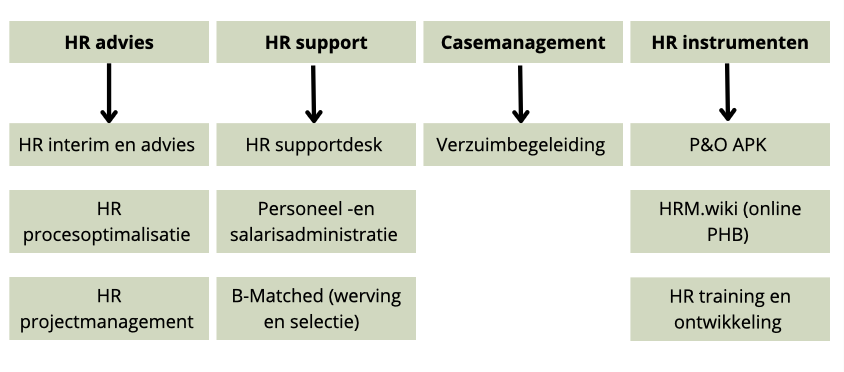 HR advies
HR support
Casemanagement
HR instrumenten
HR interim en advies
HR supportdesk
Verzuimbegeleiding
P&O APK
HR
procesoptimalisatie
Personeel -en
salarisadministratie
HRM.wiki (online
PHB)
HR
projectmanagement
B-Matched (werving
en selectie)
HR training en
ontwikkeling